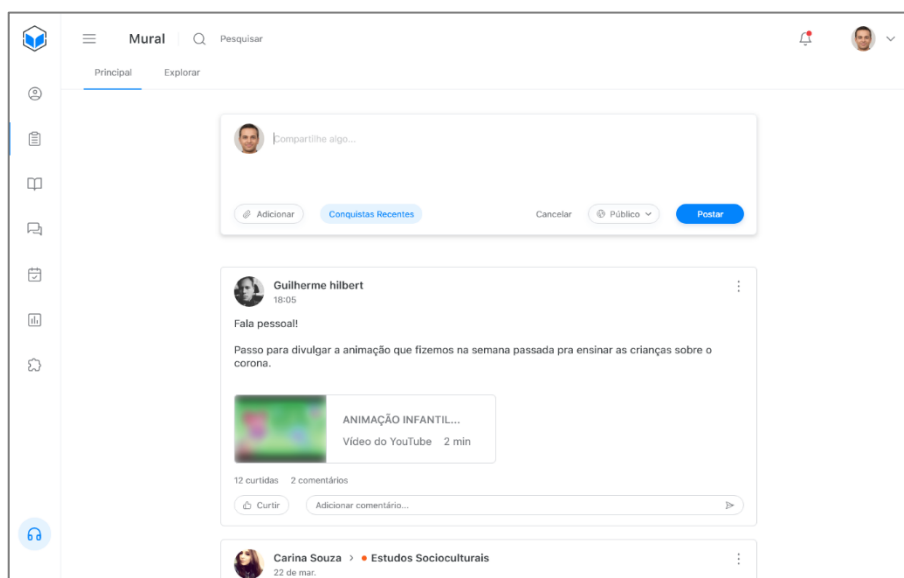 Mural
Pesquisar
Principal
Explorar
Compartilhe algo...
Adicionar
Conquistas Recentes
Cancelar
Público
Postar
Guilherme hilbert
18:05
Fala pessoal!
Passo para divulgar a animação que fizemos na semana passada pra ensinar as crianças sobre o
corona.
ANIMAÇÃO INFANTIL...
Vídeo do YouTube 2 min
12 curtidas 2 comentários
Curtir
Adicionar comentário...
Carina Souza > • Estudos Socioculturais
22 de mar.